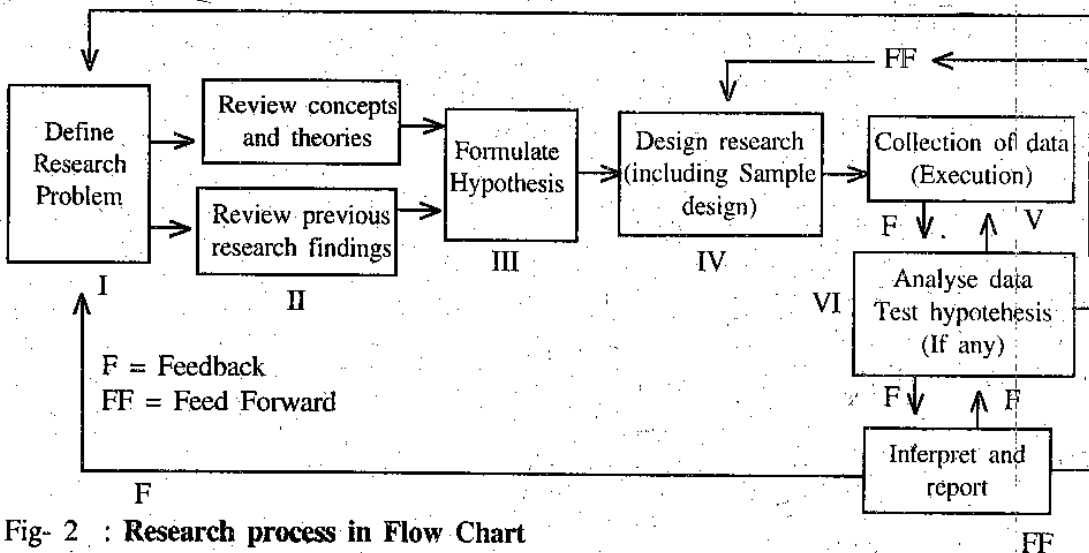 FF
Define
Research
Problem
Review concepts
and theories
Review previous
research findings
Formulate
Hypothesis
Design research
(including Sample
design)
Collection of data
(Execution)
I
II
III
IV
F
V
VI
Analyse data
Test hypotehesis
(If any)
F = Feedback
FF = Feed Forward
F
F
Interpret and
report
F
FF
Fig- 2 : Research process in Flow Chart